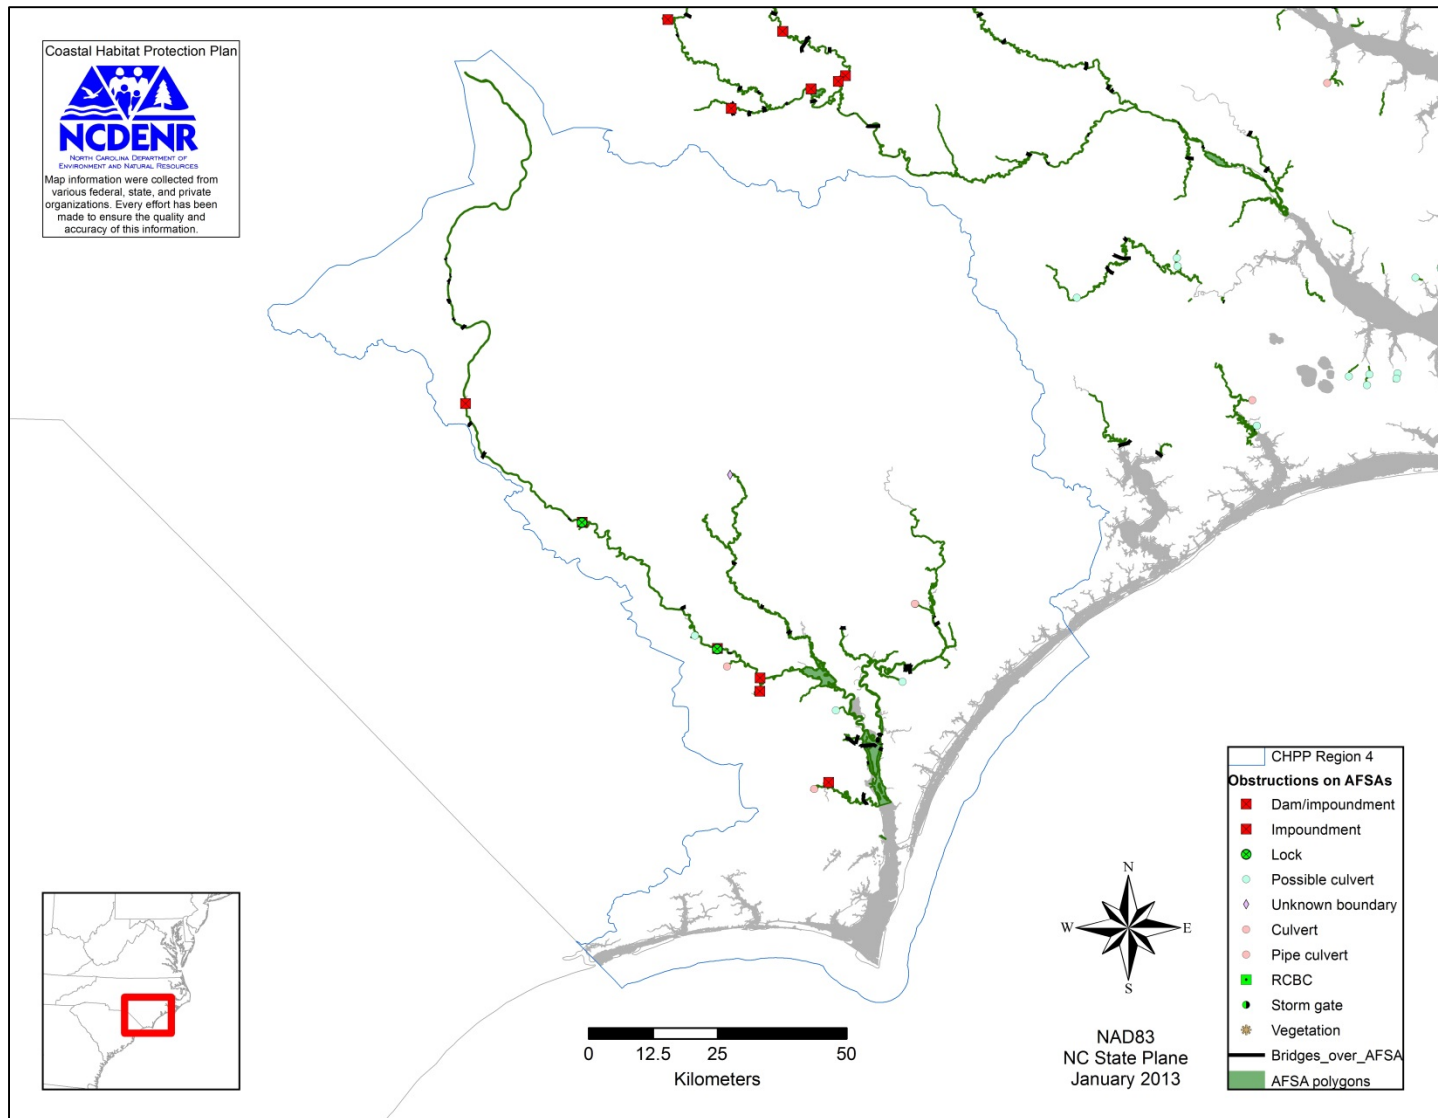 Coastal Habitat Protection Plan
NCDENR
NORTH CAROLINA DEPARTMENT OF
ENVIRONMENT AND NATURAL RESOURCES
Map information were collected from
various federal, state, and private
organizations. Every effort has been
made to ensure the quality and
accuracy of this information.
CHPP Region 4
Obstructions on AFSAs
Dam/impoundment
Impoundment
Lock
Possible culvert
Unknown boundary
Culvert
Pipe culvert
RCBC
Storm gate
Vegetation
Bridges_over_AFSA
AFSA polygons
N
W
E
S
NAD83
NC State Plane
January 2013
0 12.5 25 50
Kilometers